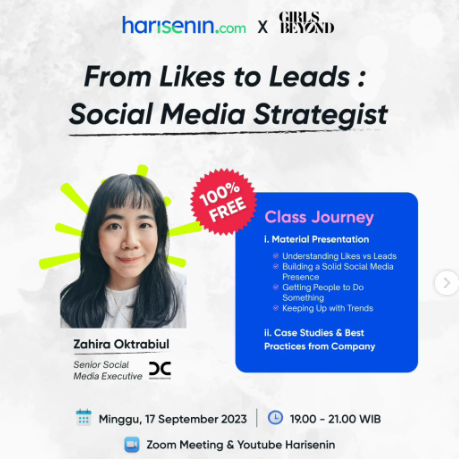 harisenin.com X GIRLS BEYOND
From Likes to Leads :
Social Media Strategist
100%
FREE
Class Journey
i. Material Presentation
Understanding Likes vs Leads
Building a Solid Social Media
Presence
Getting People to Do
Something
Keeping Up with Trends
ii. Case Studies & Best
Practices from Company
Zahira Oktrabiul
Senior Social
Media Executive
Minggu, 17 September 2023
19.00 - 21.00 WIB
Zoom Meeting & Youtube Harisenin